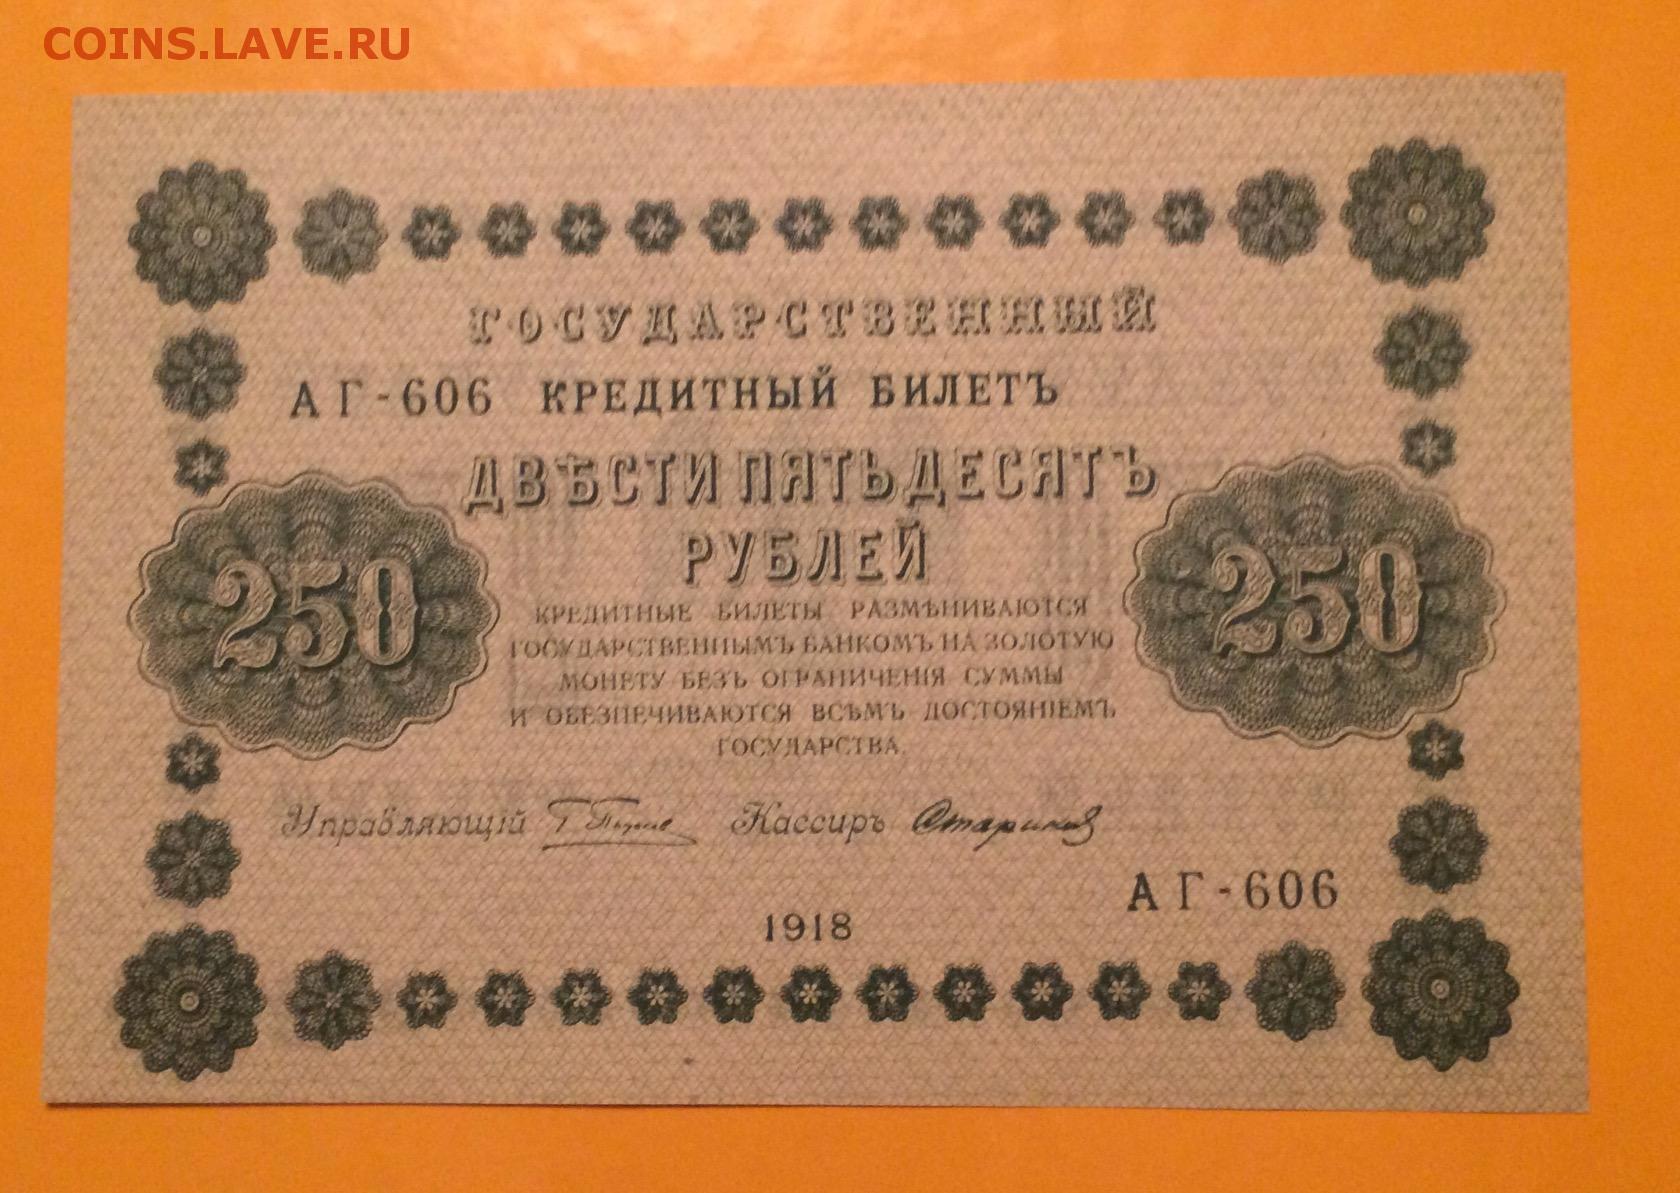 COINS.LAVE.RU
ГОСУДАРСТВЕННЫЙ
АГ-606 КРЕДИТНЫЙ БИЛЕТЪ
ДВѢСТИ ПЯТЬДЕСЯТЪ
РУБЛЕЙ
250
250
КРЕДИТНЫЕ БИЛЕТЫ РАЗМѢНИВАЮТСЯ
ГОСУДАРСТВЕННЫМЪ БАНКОМЪ НА ЗОЛОТУЮ
МОНЕТУ БЕЗЪ ОГРАНИЧЕНІЯ СУММЫ
И ОБЕЗПЕЧИВАЮТСЯ ВСѢМЪ ДОСТОЯНІЕМЪ
ГОСУДАРСТВА.
Управляющій Кассиръ Стариков
АГ-606
1918